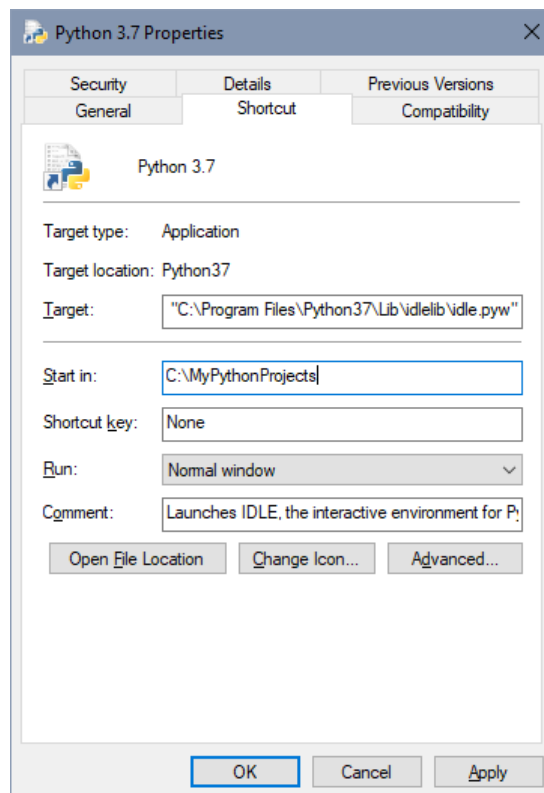 Python 3.7 Properties
Security Details Previous Versions
General Shortcut Compatibility
Python 3.7
Target type: Application
Target location: Python37
Target: "C:\Program Files\Python37\Lib\idlelib\idle.pyw"
Start in: C:\MyPythonProjects
Shortcut key: None
Run: Normal window
Comment: Launches IDLE, the interactive environment for Py
Open File Location Change Icon... Advanced...
OK Cancel Apply